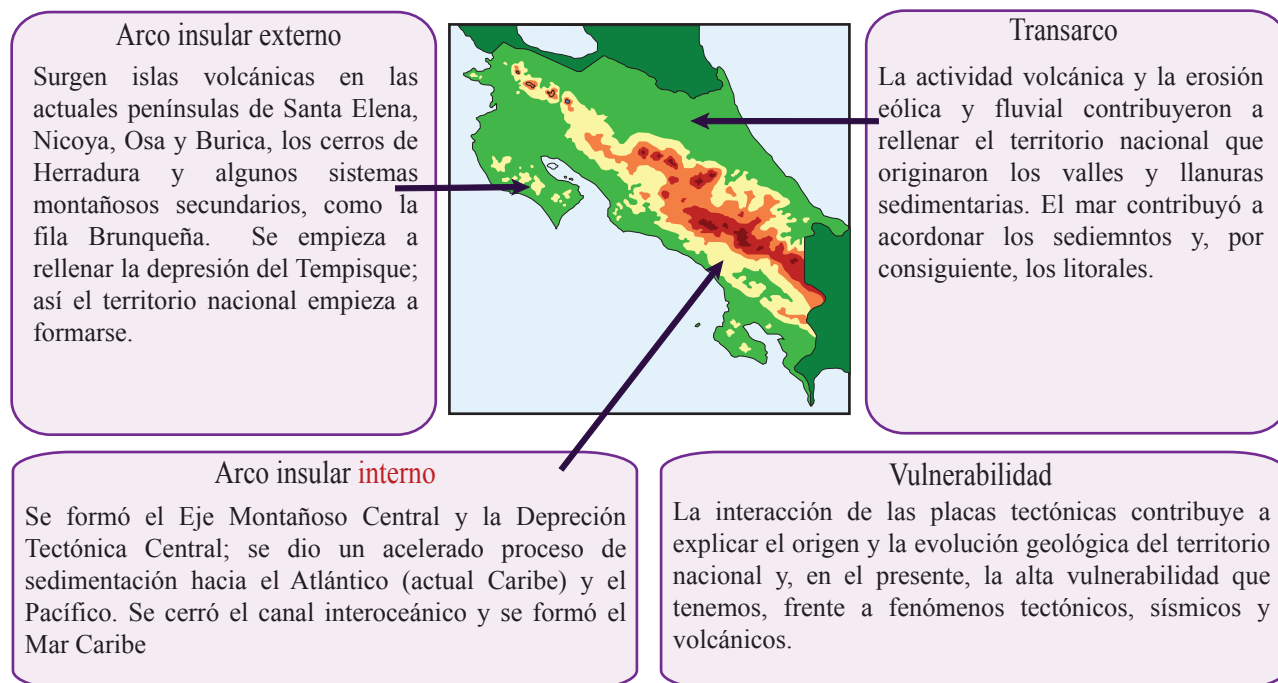 Arco insular externo
Surgen islas volcánicas en las
actuales penínsulas de Santa Elena,
Nicoya, Osa y Burica, los cerros de
Herradura y algunos sistemas
montañosos secundarios, como la
fila Brunqueña. Se empieza a
rellenar la depresión del Tempisque;
así el territorio nacional empieza a
formarse.
Transarco
La actividad volcánica y la erosión
eólica y fluvial contribuyeron a
rellenar el territorio nacional que
originaron los valles y llanuras
sedimentarias. El mar contribuyó a
acordonar los sediemntos y, por
consiguiente, los litorales.
Arco insular interno
Se formó el Eje Montañoso Central y la Depreción
Tectónica Central; se dio un acelerado proceso de
sedimentación hacia el Atlántico (actual Caribe) y el
Pacífico. Se cerró el canal interoceánico y se formó el
Mar Caribe
Vulnerabilidad
La interacción de las placas tectónicas contribuye a
explicar el origen y la evolución geológica del territorio
nacional y, en el presente, la alta vulnerabilidad que
tenemos, frente a fenómenos tectónicos, sísmicos y
volcánicos.